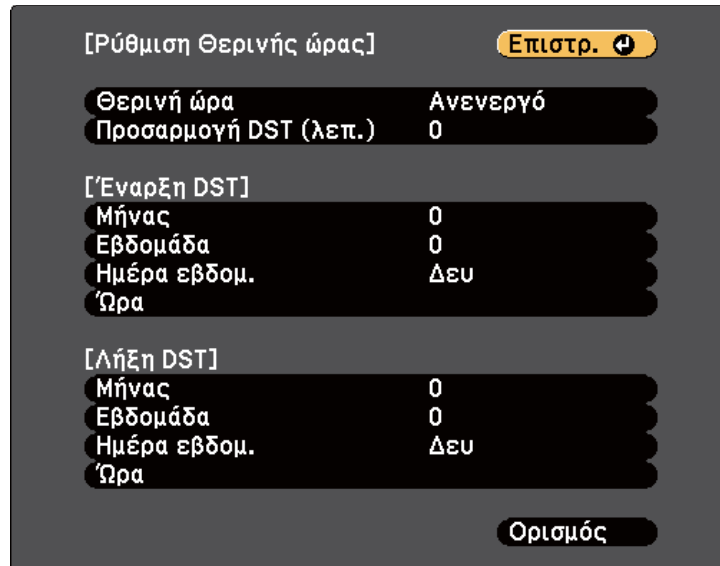 [Ρύθμιση Θερινής ώρας] Επιστρ.
Θερινή ώρα Ανενεργό
Προσαρμογή DST (λεπ.) 0
[Έναρξη DST]
Μήνας 0
Εβδομάδα 0
Ημέρα εβδομ. Δευ
Ώρα
[Λήξη DST]
Μήνας 0
Εβδομάδα 0
Ημέρα εβδομ. Δευ
Ώρα
Ορισμός